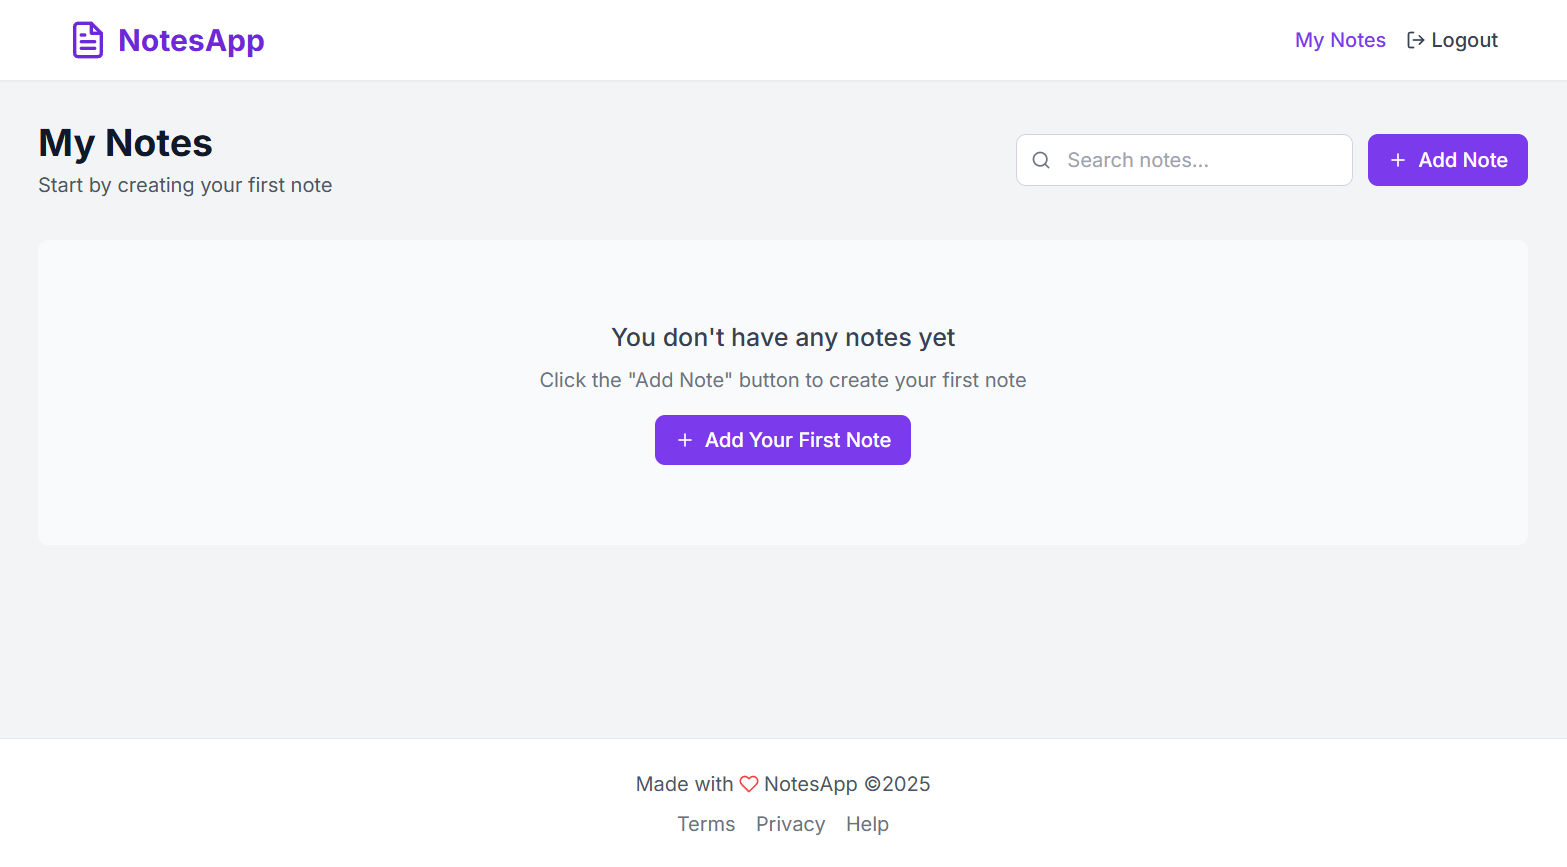 NotesApp
My Notes
Logout
My Notes
Start by creating your first note
Search notes...
Add Note
You don't have any notes yet
Click the "Add Note" button to create your first note
Add Your First Note
Made with NotesApp ©2025
Terms Privacy Help